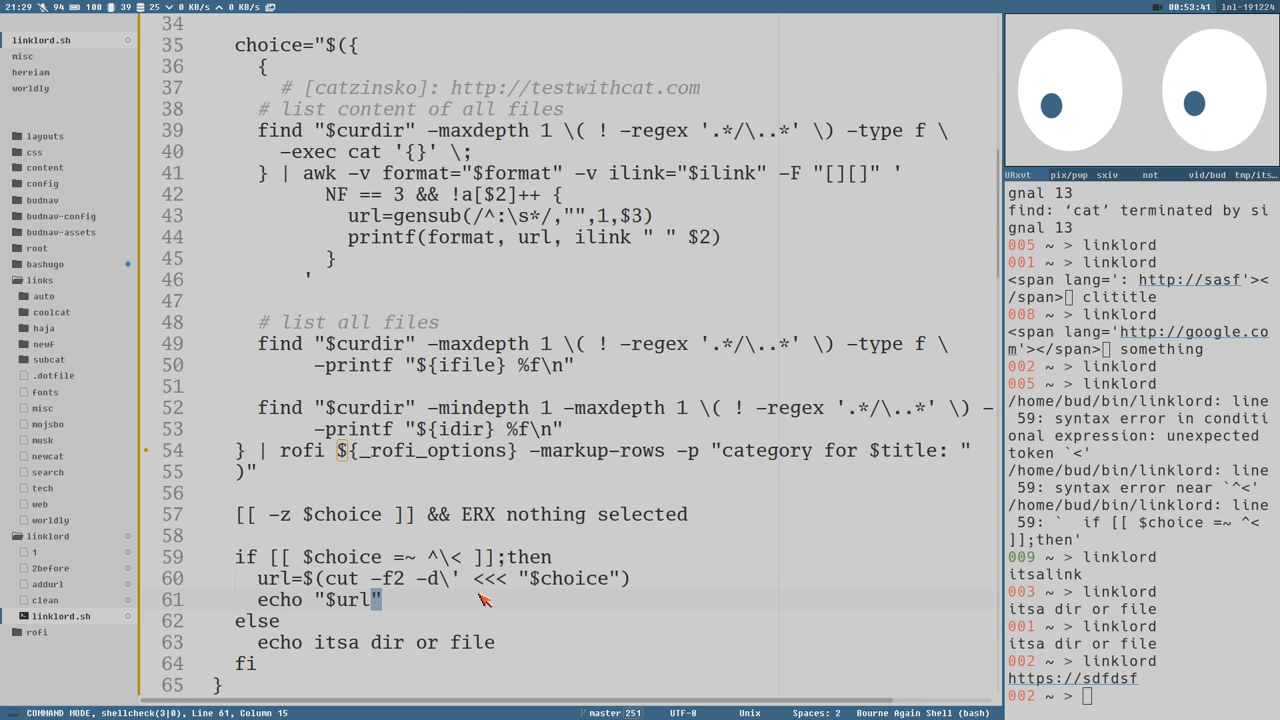 21:29 94 100 39 25 0 KB/s 0 KB/s
00:53:41 lnl-191224
linklord.sh
misc
hereiam
worldly
layouts
css
content
config
budnav
budnav-config
budnav-assets
root
bashugo
links
auto
coolcat
haja
newf
subcat
.dotfile
fonts
misc
mojsbo
musk
newcat
search
tech
web
worldly
linklord
1
2before
addurl
clean
linklord.sh
rofi
34
35 choice="$({
36 {
37 # [catzinsko]: http://testwithcat.com
38 # list content of all files
39 find "$curdir" -maxdepth 1 \( ! -regex '.*/\..*' \) -type f \
40 -exec cat '{}' \;
41 } | awk -v format="$format" -v ilink="$ilink" -F "[][]" '
42 NF == 3 && !a[$2]++ {
43 url=gensub(/^:\s*/,"",1,$3)
44 printf(format, url, ilink " " $2)
45 }
46 '
47
48 # list all files
49 find "$curdir" -maxdepth 1 \( ! -regex '.*/\..*' \) -type f \
50 -printf "${ifile} %f\n"
51
52 find "$curdir" -mindepth 1 -maxdepth 1 \( ! -regex '.*/\..*' \) -
53 -printf "${idir} %f\n"
54 } | rofi ${_rofi_options} -markup-rows -p "category for $title: "
55 )"
56
57 [[ -z $choice ]] && ERX nothing selected
58
59 if [[ $choice =~ ^\< ]];then
60 url=$(cut -f2 -d\' <<< "$choice")
61 echo "$url"
62 else
63 echo itsa dir or file
64 fi
65 }
URxvt pix/pwp sxiv not vid/bud tmp/its...
gnal 13
find: ‘cat’ terminated by si
gnal 13
005 ~ > linklord
001 ~ > linklord
<span lang=': http://sasf'><
/span> clititle
008 ~ > linklord
<span lang='http://google.co
m'></span> something
002 ~ > linklord
005 ~ > linklord
/home/bud/bin/linklord: line
59: syntax error in conditi
onal expression: unexpected
token `<'
/home/bud/bin/linklord: line
59: syntax error near `^<'
/home/bud/bin/linklord: line
59: `  if [[ $choice =~ ^<
]];then'
009 ~ > linklord
itsalink
003 ~ > linklord
itsa dir or file
001 ~ > linklord
itsa dir or file
002 ~ > linklord
https://sdfdsf
002 ~ >
COMMAND MODE, shellcheck(3|0), Line 61, Column 15 master 251 UTF-8 Unix Spaces: 2 Bourne Again Shell (bash)